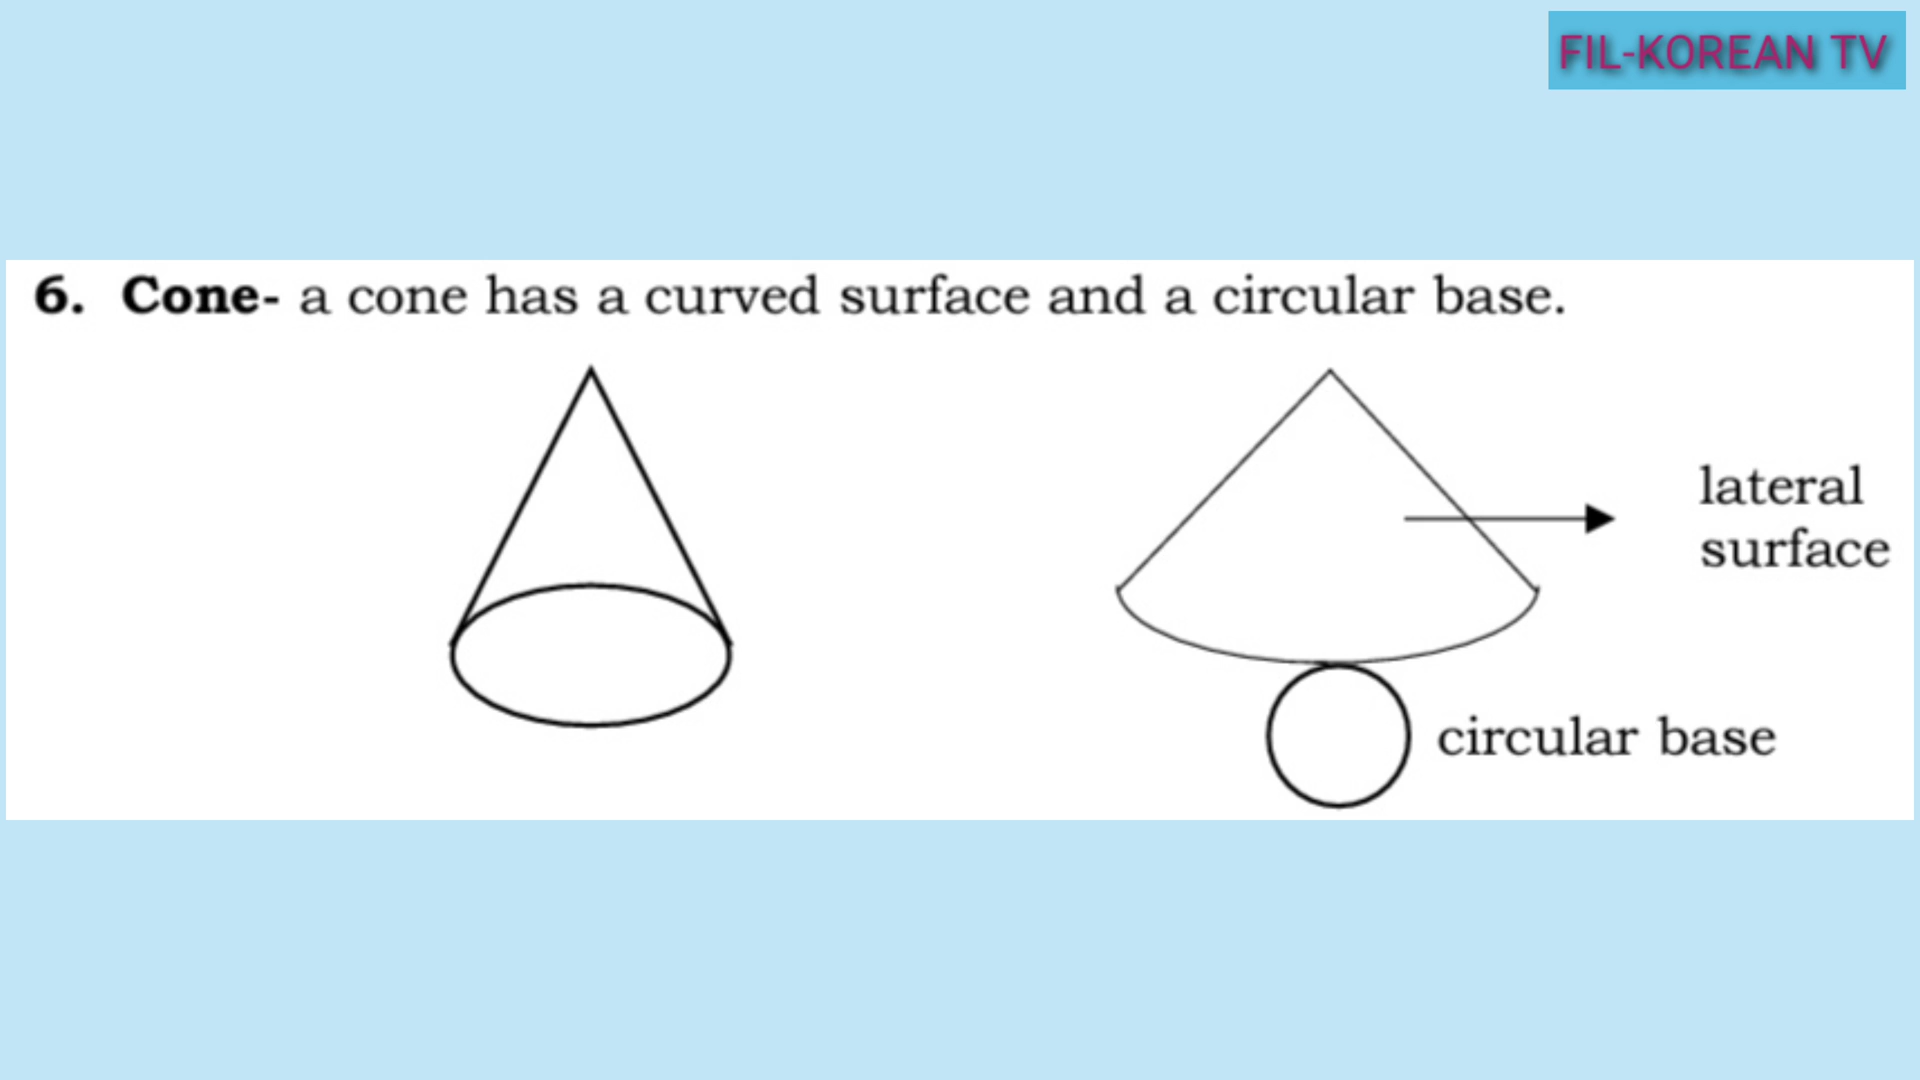 FIL-KOREAN TV
6. Cone- a cone has a curved surface and a circular base.
lateral
surface
circular base